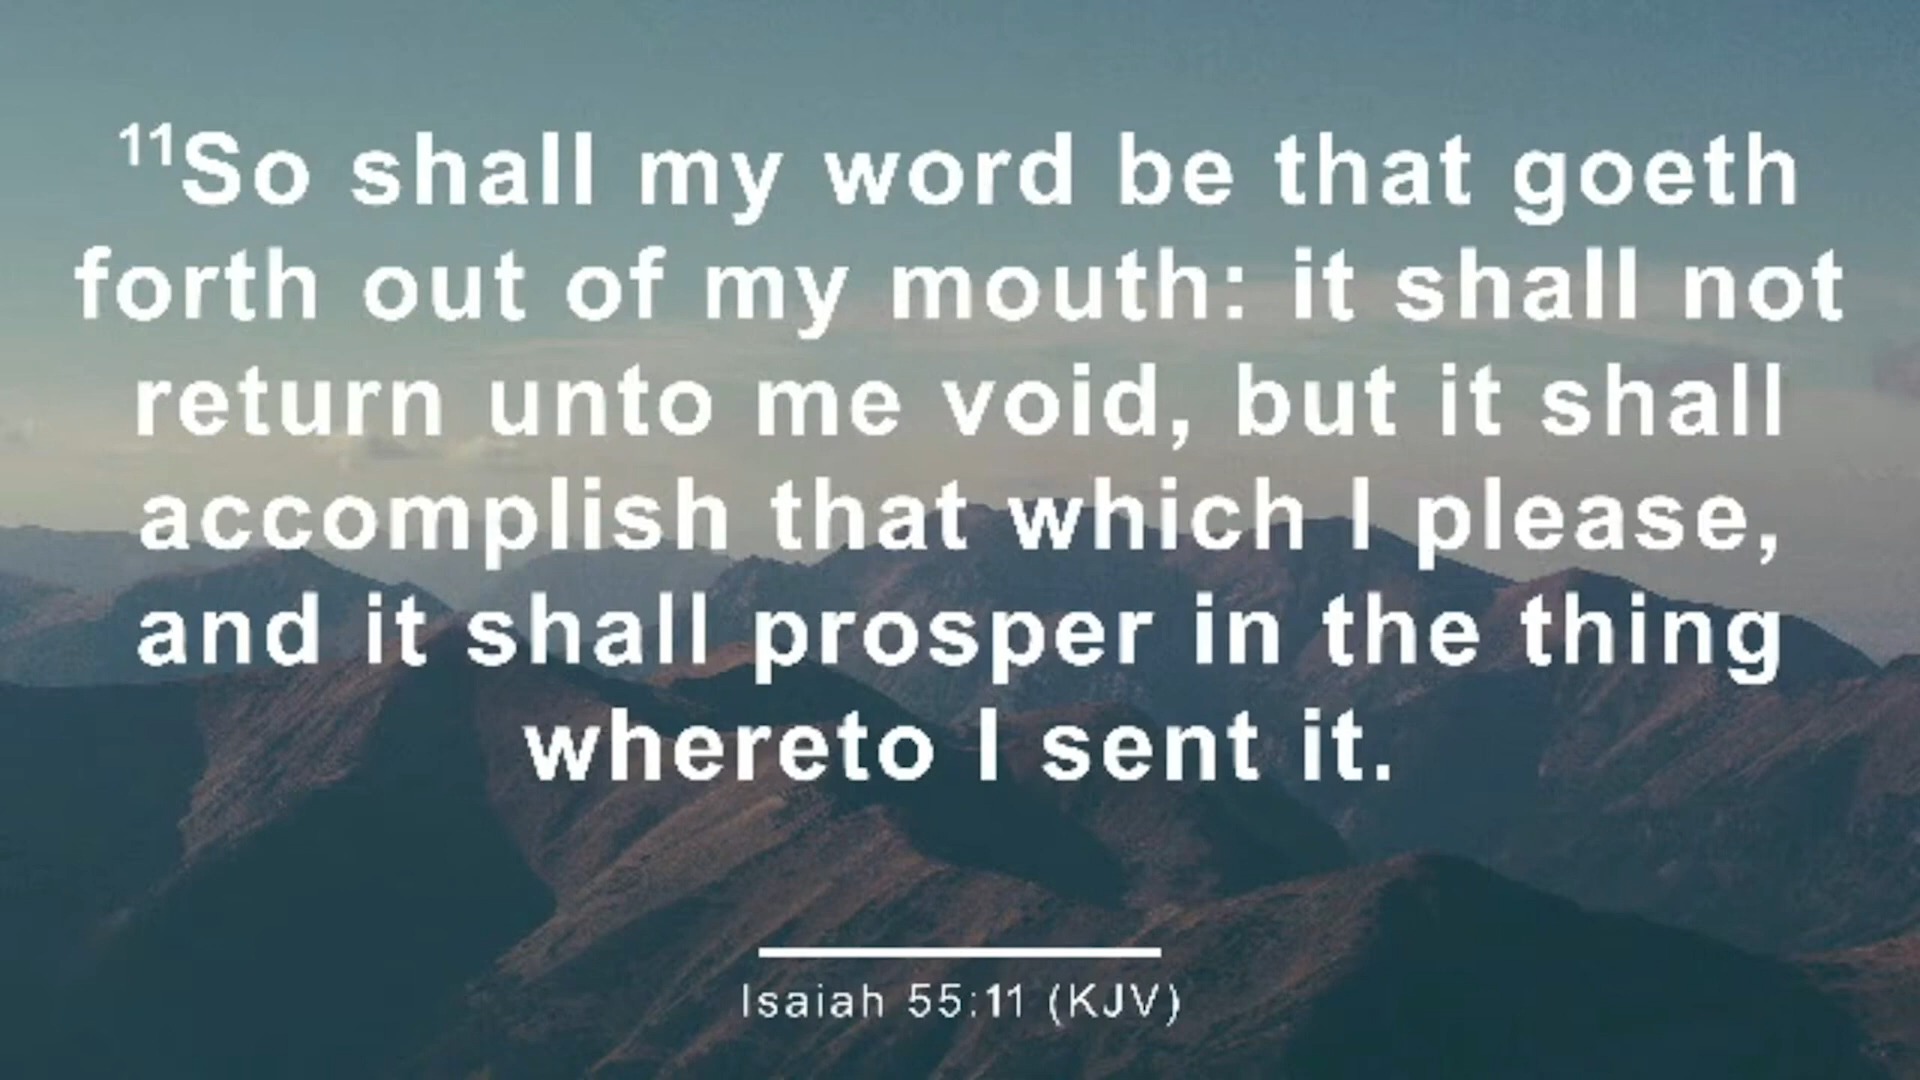 ¹¹So shall my word be that goeth
forth out of my mouth: it shall not
return unto me void, but it shall
accomplish that which I please,
and it shall prosper in the thing
whereto I sent it.
Isaiah 55:11 (KJV)